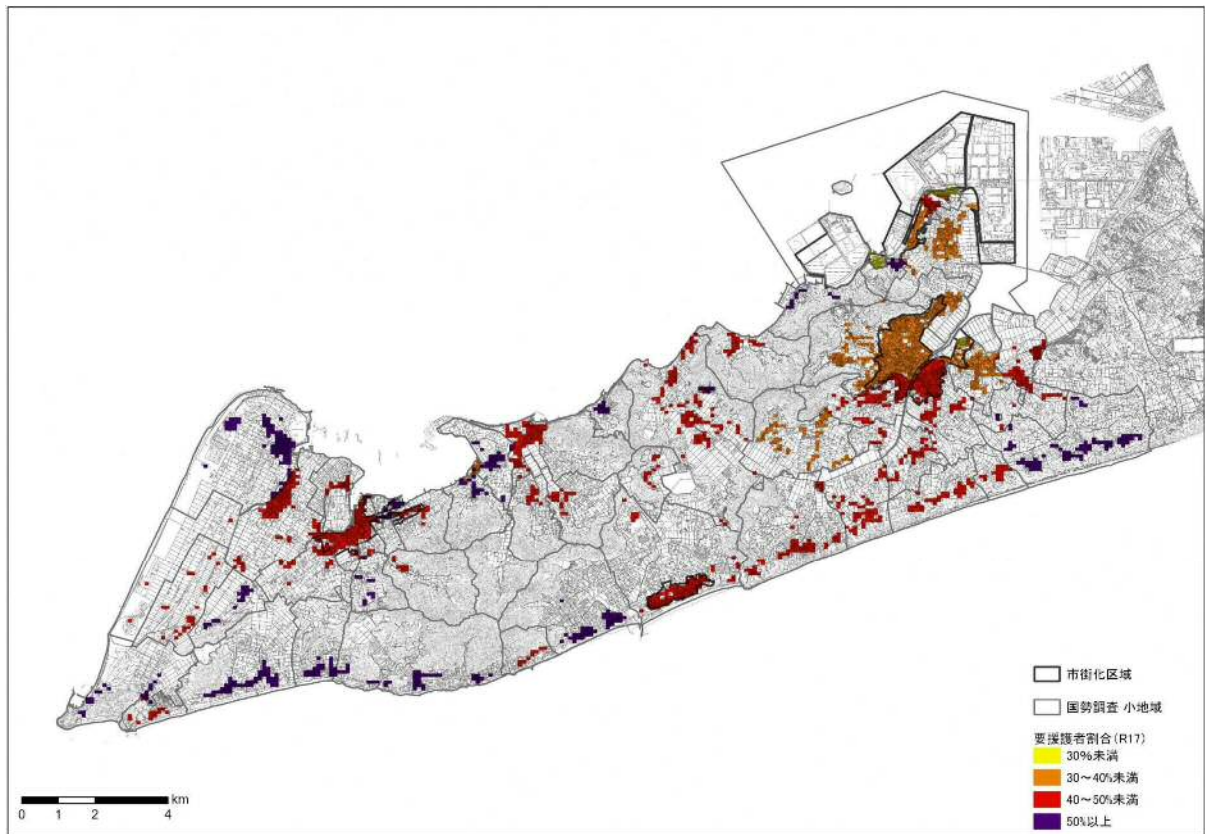 市街化区域
国勢調査 小地域
要援護者割合(R17)
30%未満
30～40%未満
40～50%未満
50%以上
km
0 1 2 4